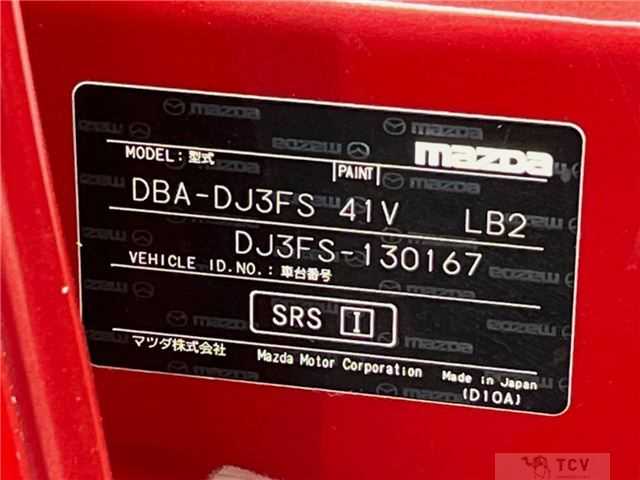 mazda
MODEL:型式 PAINT
DBA-DJ3FS 41V LB2
DJ3FS-130167
VEHICLE ID.NO.:車台番号
SRS I
マツダ株式会社 Mazda Motor Corporation Made in Japan
(D10A)
TCV